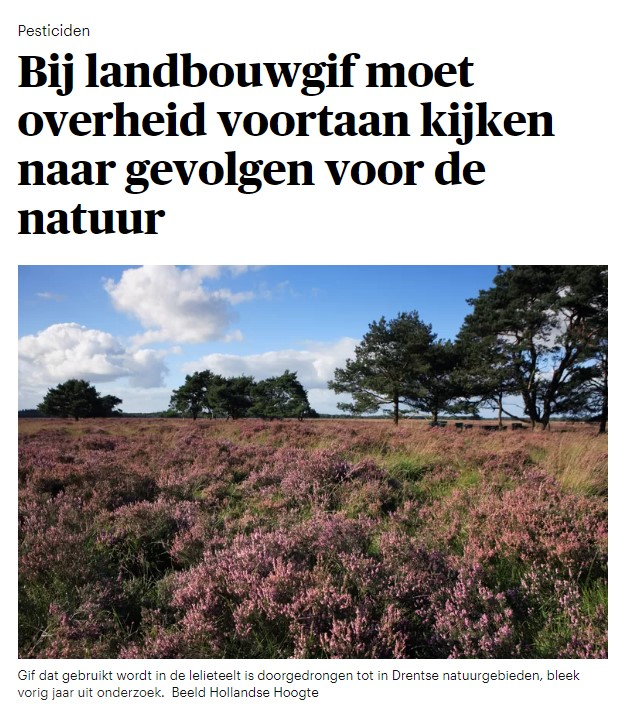 Pesticiden
Bij landbouwgif moet
overheid voortaan kijken
naar gevolgen voor de
natuur
Gif dat gebruikt wordt in de lelieteelt is doorgedrongen tot in Drentse natuurgebieden, bleek
vorig jaar uit onderzoek.  Beeld Hollandse Hoogte